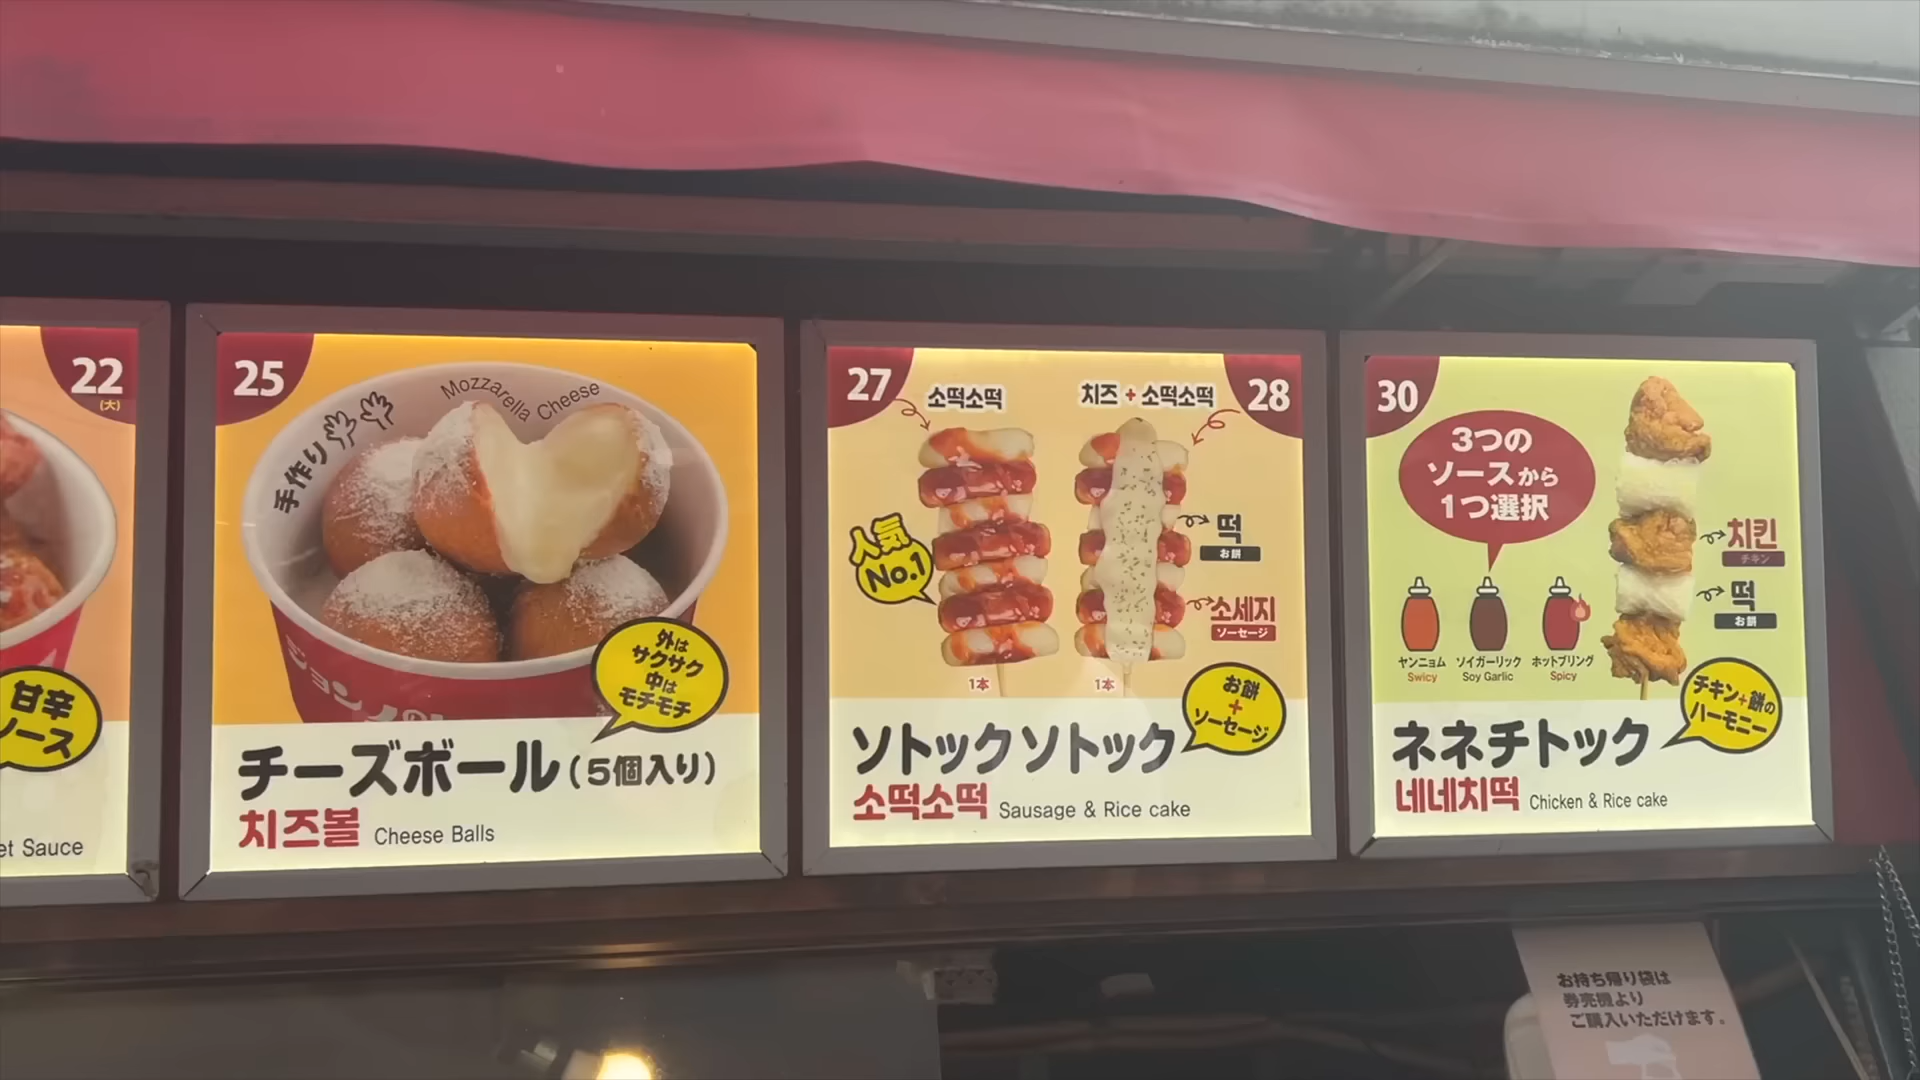 22
(大)
甘辛
ソース
et Sauce
25
手作り
Mozzarella Cheese
外は
サクサク
中は
モチモチ
チーズボール(5個入り)
치즈볼 Cheese Balls
27
소떡소떡
치즈+소떡소떡
28
人気
No.1
떡
お餅
소세지
ソーセージ
1本
1本
お餅
+
ソーセージ
ソトックソトック
소떡소떡 Sausage & Rice cake
30
3つの
ソースから
1つ選択
치킨
チキン
떡
お餅
ヤンニョム
Swicy
ソイガーリック
Soy Garlic
ホットブリング
Spicy
チキン+餅の
ハーモニー
ネネチトック
네네치떡 Chicken & Rice cake
お持ち帰り袋は
券売機より
ご購入いただけます。